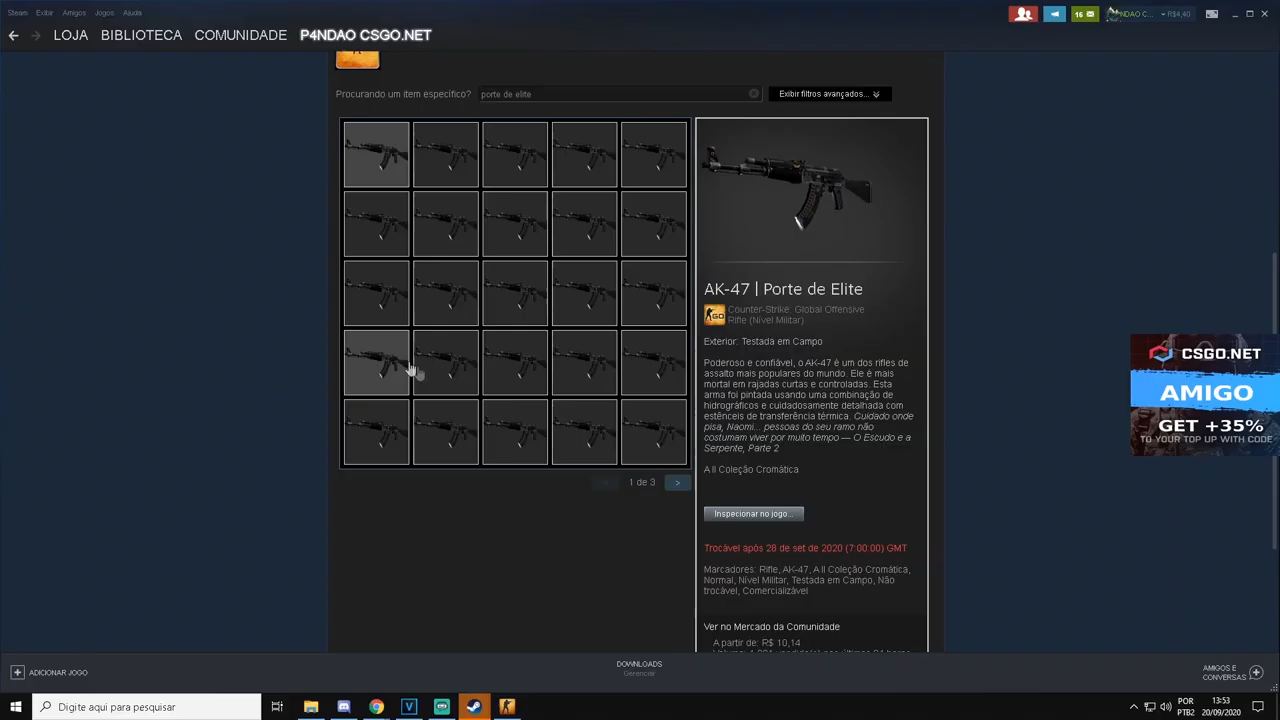 Steam Exibir Amigos Jogos Ajuda
16
R$4,40
LOJA BIBLIOTECA COMUNIDADE P4NDAO CSGO.NET
Procurando um item específico? porte de elite Exibir filtros avançados...
AK-47 | Porte de Elite
Counter-Strike: Global Offensive
Rifle (Nível Militar)
Exterior: Testada em Campo
Poderoso e confiável, o AK-47 é um dos rifles de
assalto mais populares do mundo. Ele é mais
mortal em rajadas curtas e controladas. Esta
arma foi pintada usando uma combinação de
hidrográficos e cuidadosamente detalhada com
estênceis de transferência térmica. Cuidado onde
pisa, Naomi... pessoas do seu ramo não
costumam viver por muito tempo — O Escudo e a
Serpente, Parte 2
A II Coleção Cromática
1 de 3 >
Inspecionar no jogo...
Trocável após 28 de set de 2020 (7:00:00) GMT
Marcadores: Rifle, AK-47, A II Coleção Cromática,
Normal, Nível Militar, Testada em Campo, Não
trocável, Comercializável
Ver no Mercado da Comunidade
A partir de: R$ 10,14
CSGO.NET
AMIGO
GET +35%
TO YOUR TOP UP WITH CODE
ADICIONAR JOGO
DOWNLOADS
Gerenciar
AMIGOS E
CONVERSAS
Digite aqui para pesquisar
POR
PTB2
13:53
20/09/2020